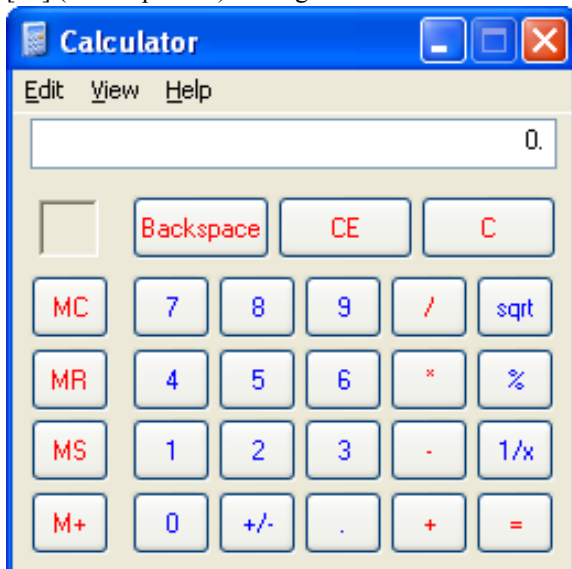 Calculator
Edit View Help
0.
Backspace CE C
MC 7 8 9 / sqrt
MR 4 5 6 * %
MS 1 2 3 - 1/x
M+ 0 +/- . + =